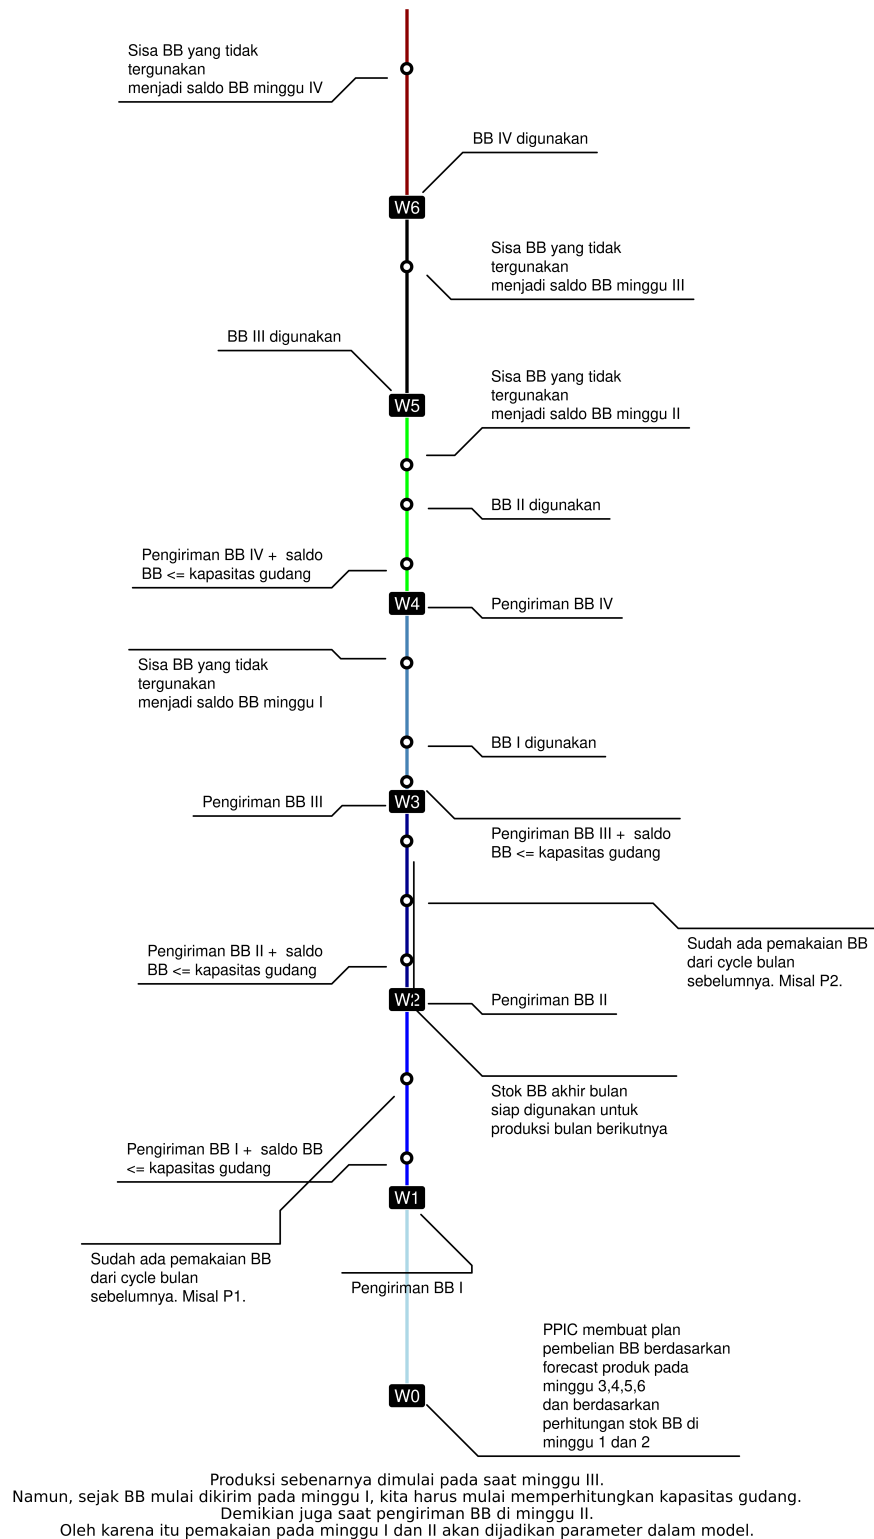 Sisa BB yang tidak
tergunakan
menjadi saldo BB minggu IV
BB IV digunakan
W6
Sisa BB yang tidak
tergunakan
menjadi saldo BB minggu III
BB III digunakan
Sisa BB yang tidak
tergunakan
menjadi saldo BB minggu II
W5
BB II digunakan
Pengiriman BB IV +  saldo
BB <= kapasitas gudang
W4
Pengiriman BB IV
Sisa BB yang tidak
tergunakan
menjadi saldo BB minggu I
BB I digunakan
Pengiriman BB III
W3
Pengiriman BB III +  saldo
BB <= kapasitas gudang
Sudah ada pemakaian BB
dari cycle bulan
sebelumnya. Misal P2.
Pengiriman BB II +  saldo
BB <= kapasitas gudang
W2
Pengiriman BB II
Stok BB akhir bulan
siap digunakan untuk
produksi bulan berikutnya
Pengiriman BB I +  saldo BB
<= kapasitas gudang
W1
Sudah ada pemakaian BB
dari cycle bulan
sebelumnya. Misal P1.
Pengiriman BB I
PPIC membuat plan
pembelian BB berdasarkan
forecast produk pada
minggu 3,4,5,6
dan berdasarkan
perhitungan stok BB di
minggu 1 dan 2
W0
Produksi sebenarnya dimulai pada saat minggu III.
Namun, sejak BB mulai dikirim pada minggu I, kita harus mulai memperhitungkan kapasitas gudang.
Demikian juga saat pengiriman BB di minggu II.
Oleh karena itu pemakaian pada minggu I dan II akan dijadikan parameter dalam model.